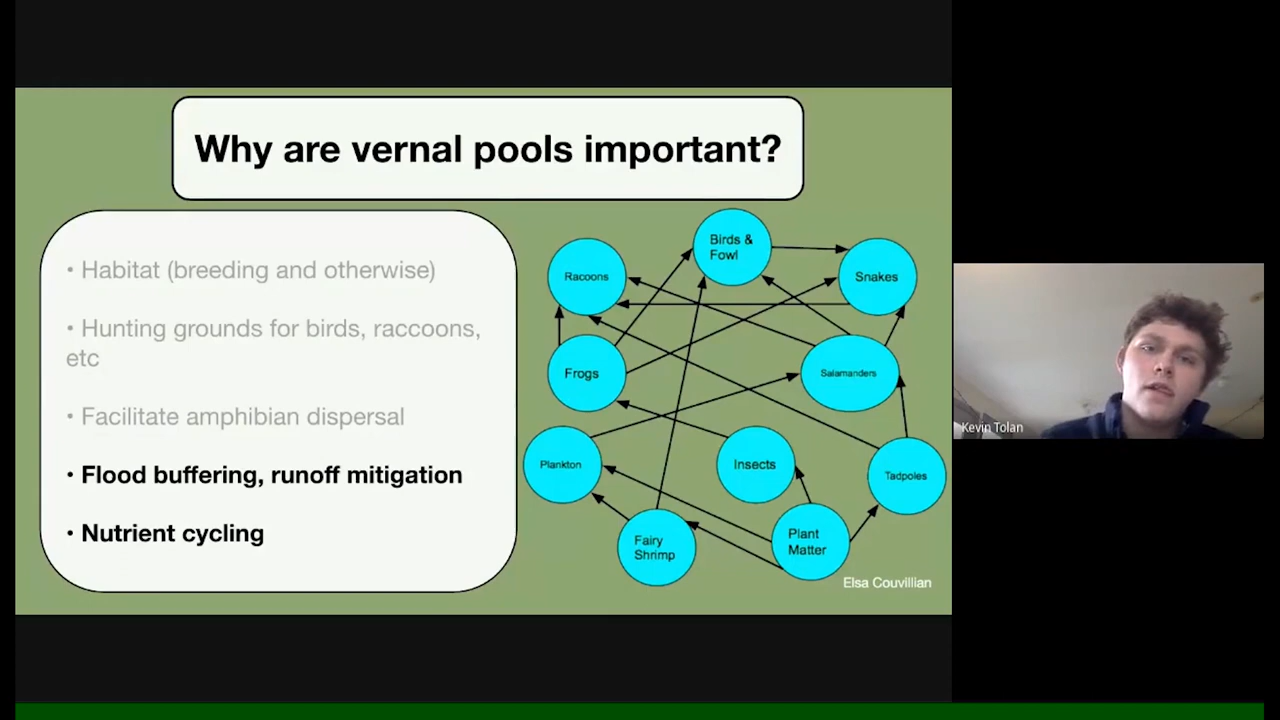 Why are vernal pools important?
• Habitat (breeding and otherwise)
• Hunting grounds for birds, raccoons,
etc
• Facilitate amphibian dispersal
• Flood buffering, runoff mitigation
• Nutrient cycling
Birds &
Fowl
Racoons
Snakes
Frogs
Salamanders
Plankton
Insects
Tadpoles
Fairy
Shrimp
Plant
Matter
Elsa Couvillian
Kevin Tolan